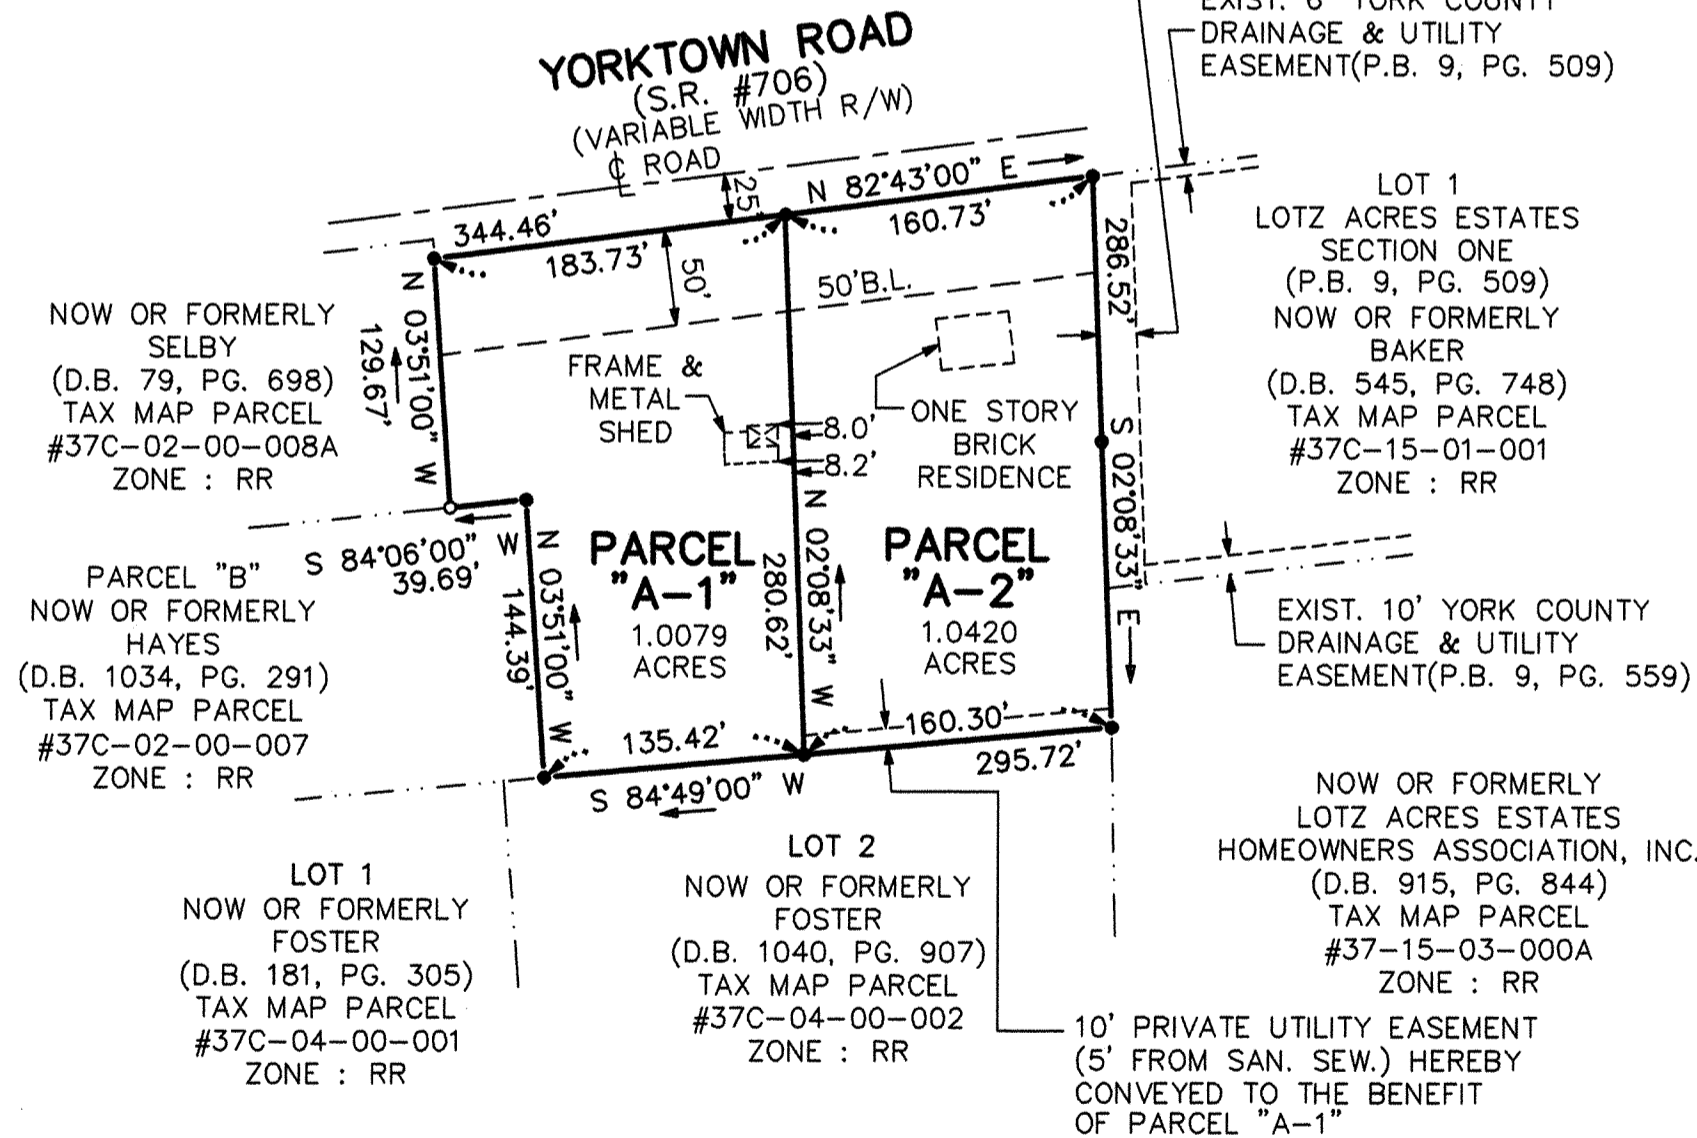 EXIST. 6' YORK COUNTY
DRAINAGE & UTILITY
EASEMENT(P.B. 9, PG. 509)
YORKTOWN ROAD
(S.R. #706)
(VARIABLE WIDTH R/W)
℄ ROAD
25'
N 82°43'00" E
344.46'
183.73'
160.73'
50'
50'B.L.
286.52'
S 02°08'33" E
LOT 1
LOTZ ACRES ESTATES
SECTION ONE
(P.B. 9, PG. 509)
NOW OR FORMERLY
BAKER
(D.B. 545, PG. 748)
TAX MAP PARCEL
#37C-15-01-001
ZONE : RR
NOW OR FORMERLY
SELBY
(D.B. 79, PG. 698)
TAX MAP PARCEL
#37C-02-00-008A
ZONE : RR
N 03°51'00" W
129.67'
FRAME &
METAL
SHED
8.0'
8.2'
ONE STORY
BRICK
RESIDENCE
S 84°06'00" W
39.69'
N 03°51'00" W
144.39'
PARCEL
"A-1"
1.0079
ACRES
280.62'
N 02°08'33" W
PARCEL
"A-2"
1.0420
ACRES
PARCEL "B"
NOW OR FORMERLY
HAYES
(D.B. 1034, PG. 291)
TAX MAP PARCEL
#37C-02-00-007
ZONE : RR
EXIST. 10' YORK COUNTY
DRAINAGE & UTILITY
EASEMENT(P.B. 9, PG. 559)
135.42'
160.30'
295.72'
S 84°49'00" W
LOT 1
NOW OR FORMERLY
FOSTER
(D.B. 181, PG. 305)
TAX MAP PARCEL
#37C-04-00-001
ZONE : RR
LOT 2
NOW OR FORMERLY
FOSTER
(D.B. 1040, PG. 907)
TAX MAP PARCEL
#37C-04-00-002
ZONE : RR
NOW OR FORMERLY
LOTZ ACRES ESTATES
HOMEOWNERS ASSOCIATION, INC.
(D.B. 915, PG. 844)
TAX MAP PARCEL
#37-15-03-000A
ZONE : RR
10' PRIVATE UTILITY EASEMENT
(5' FROM SAN. SEW.) HEREBY
CONVEYED TO THE BENEFIT
OF PARCEL "A-1"